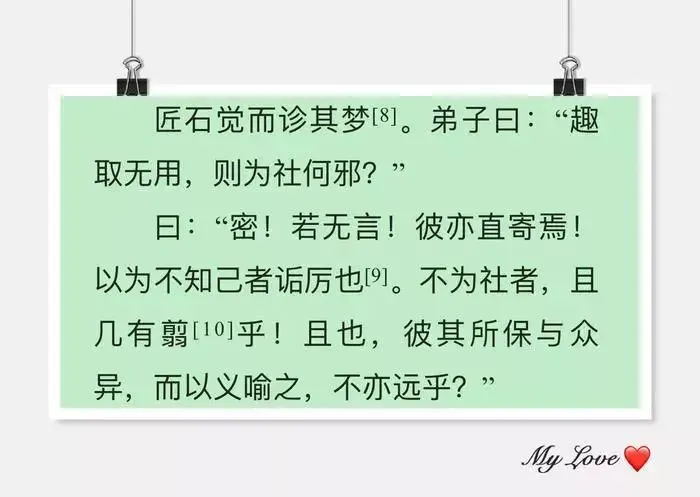 匠石觉而诊其梦[8]。弟子曰：“趣
取无用，则为社何邪？”
曰：“密！若无言！彼亦直寄焉！
以为不知己者诟厉也[9]。不为社者，且
几有翦[10]乎！且也，彼其所保与众
异，而以义喻之，不亦远乎？”
My Love❤️